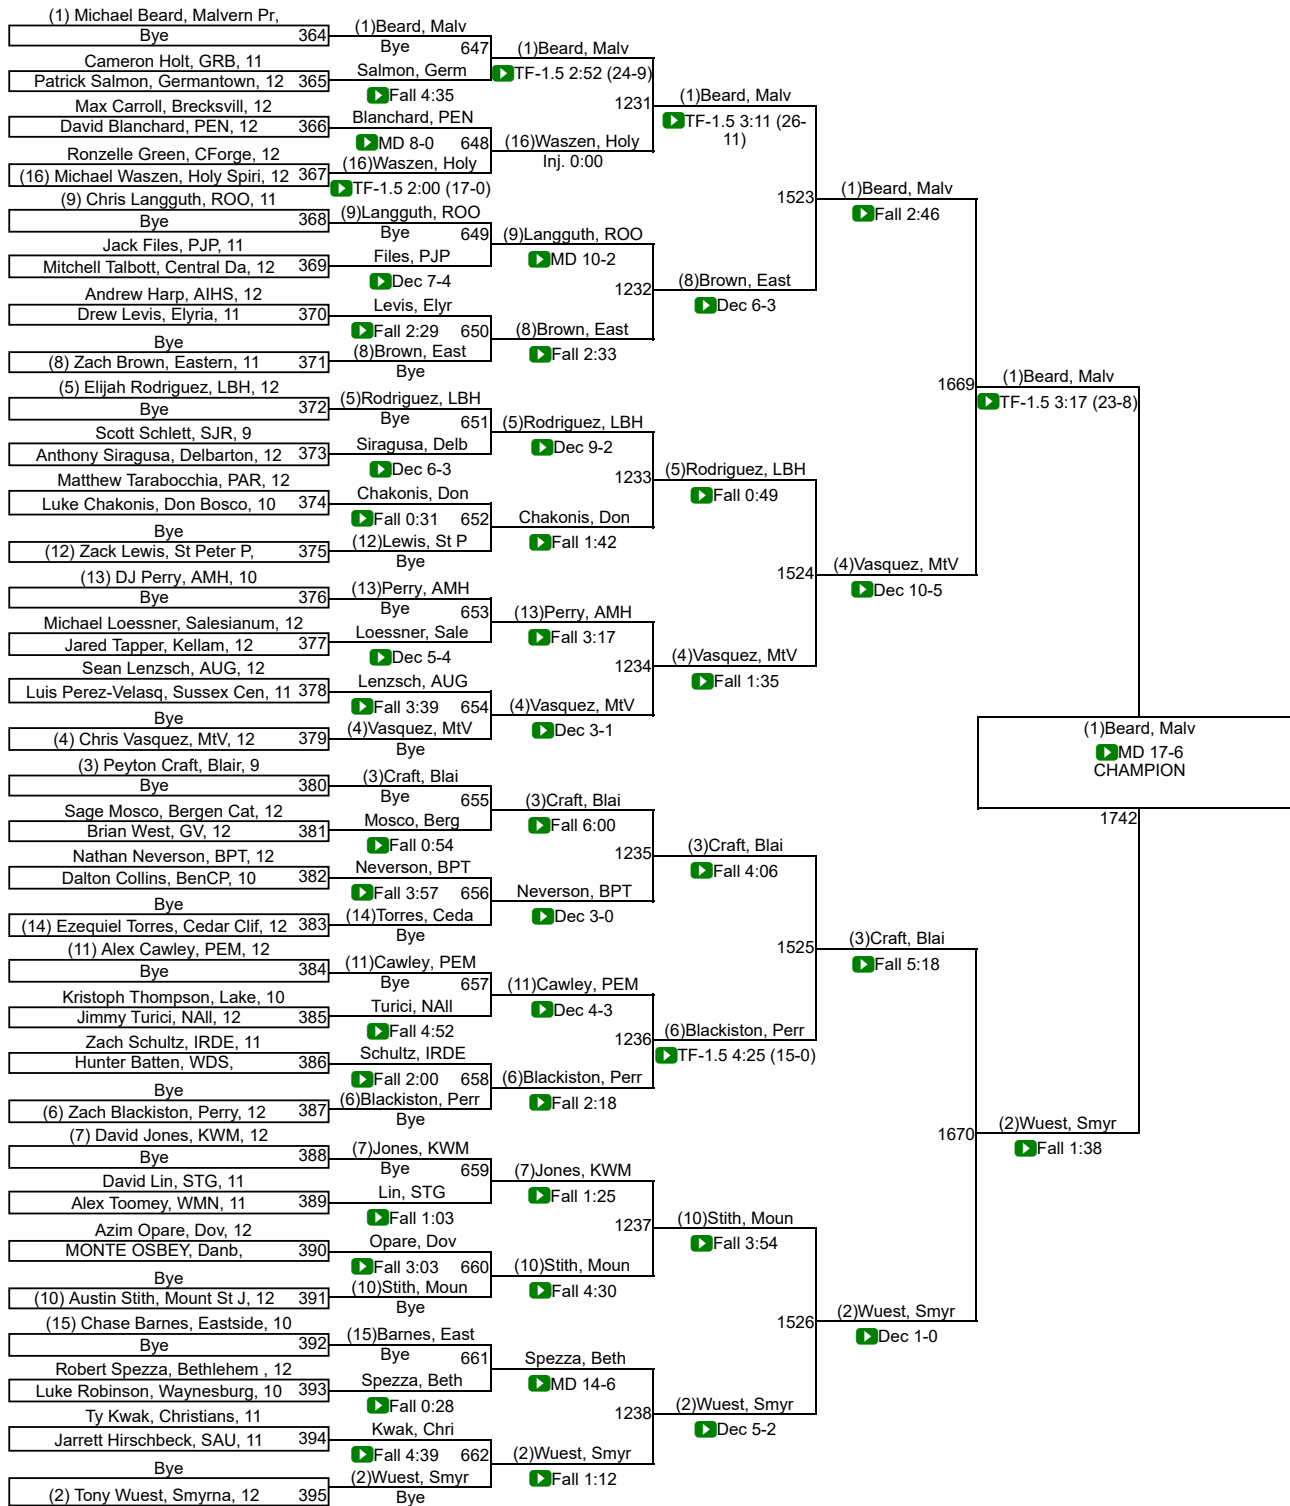 (1) Michael Beard, Malvern Pr,
Bye 364
Cameron Holt, GRB, 11
Patrick Salmon, Germantown, 12 365
Max Carroll, Brecksvill, 12
David Blanchard, PEN, 12 366
Ronzelle Green, CForge, 12
(16) Michael Waszen, Holy Spiri, 12 367
(9) Chris Langguth, ROO, 11
Bye 368
Jack Files, PJP, 11
Mitchell Talbott, Central Da, 12 369
Andrew Harp, AIHS, 12
Drew Levis, Elyria, 11 370
Bye
(8) Zach Brown, Eastern, 11 371
(5) Elijah Rodriguez, LBH, 12
Bye 372
Scott Schlett, SJR, 9
Anthony Siragusa, Delbarton, 12 373
Matthew Tarabocchia, PAR, 12
Luke Chakonis, Don Bosco, 10 374
Bye
(12) Zack Lewis, St Peter P, 375
(13) DJ Perry, AMH, 10
Bye 376
Michael Loessner, Salesianum, 12
Jared Tapper, Kellam, 12 377
Sean Lenzsch, AUG, 12
Luis Perez-Velasq, Sussex Cen, 11 378
Bye
(4) Chris Vasquez, MtV, 12 379
(3) Peyton Craft, Blair, 9
Bye 380
Sage Mosco, Bergen Cat, 12
Brian West, GV, 12 381
Nathan Neverson, BPT, 12
Dalton Collins, BenCP, 10 382
Bye
(14) Ezequiel Torres, Cedar Clif, 12 383
(11) Alex Cawley, PEM, 12
Bye 384
Kristoph Thompson, Lake, 10
Jimmy Turici, NAll, 12 385
Zach Schultz, IRDE, 11
Hunter Batten, WDS, 386
Bye
(6) Zach Blackiston, Perry, 12 387
(7) David Jones, KWM, 12
Bye 388
David Lin, STG, 11
Alex Toomey, WMN, 11 389
Azim Opare, Dov, 12
MONTE OSBEY, Danb, 390
Bye
(10) Austin Stith, Mount St J, 12 391
(15) Chase Barnes, Eastside, 10
Bye 392
Robert Spezza, Bethlehem , 12
Luke Robinson, Waynesburg, 10 393
Ty Kwak, Christians, 11
Jarrett Hirschbeck, SAU, 11 394
Bye
(2) Tony Wuest, Smyrna, 12 395
(1)Beard, Malv
Bye 647
Salmon, Germ
Fall 4:35
Blanchard, PEN
MD 8-0 648
(16)Waszen, Holy
TF-1.5 2:00 (17-0)
(9)Langguth, ROO
Bye 649
Files, PJP
Dec 7-4
Levis, Elyr
Fall 2:29 650
(8)Brown, East
Bye
(5)Rodriguez, LBH
Bye 651
Siragusa, Delb
Dec 6-3
Chakonis, Don
Fall 0:31 652
(12)Lewis, St P
Bye
(13)Perry, AMH
Bye 653
Loessner, Sale
Dec 5-4
Lenzsch, AUG
Fall 3:39 654
(4)Vasquez, MtV
Bye
(3)Craft, Blai
Bye 655
Mosco, Berg
Fall 0:54
Neverson, BPT
Fall 3:57 656
(14)Torres, Ceda
Bye
(11)Cawley, PEM
Bye 657
Turici, NAll
Fall 4:52
Schultz, IRDE
Fall 2:00 658
(6)Blackiston, Perr
Bye
(7)Jones, KWM
Bye 659
Lin, STG
Fall 1:03
Opare, Dov
Fall 3:03 660
(10)Stith, Moun
Bye
(15)Barnes, East
Bye 661
Spezza, Beth
Fall 0:28
Kwak, Chri
Fall 4:39 662
(2)Wuest, Smyr
Bye
(1)Beard, Malv
TF-1.5 2:52 (24-9)
1231
(16)Waszen, Holy
Inj. 0:00
(9)Langguth, ROO
MD 10-2
1232
(8)Brown, East
Fall 2:33
(5)Rodriguez, LBH
Dec 9-2
1233
Chakonis, Don
Fall 1:42
(13)Perry, AMH
Fall 3:17
1234
(4)Vasquez, MtV
Dec 3-1
(3)Craft, Blai
Fall 6:00
1235
Neverson, BPT
Dec 3-0
(11)Cawley, PEM
Dec 4-3
1236
(6)Blackiston, Perr
Fall 2:18
(7)Jones, KWM
Fall 1:25
1237
(10)Stith, Moun
Fall 4:30
Spezza, Beth
MD 14-6
1238
(2)Wuest, Smyr
Fall 1:12
(1)Beard, Malv
TF-1.5 3:11 (26-
11)
1523
(8)Brown, East
Dec 6-3
(5)Rodriguez, LBH
Fall 0:49
1524
(4)Vasquez, MtV
Fall 1:35
(3)Craft, Blai
Fall 4:06
1525
(6)Blackiston, Perr
TF-1.5 4:25 (15-0)
(10)Stith, Moun
Fall 3:54
1526
(2)Wuest, Smyr
Dec 5-2
(1)Beard, Malv
Fall 2:46
1669
(4)Vasquez, MtV
Dec 10-5
(3)Craft, Blai
Fall 5:18
1670
(2)Wuest, Smyr
Dec 1-0
(1)Beard, Malv
TF-1.5 3:17 (23-8)
(2)Wuest, Smyr
Fall 1:38
(1)Beard, Malv
MD 17-6
CHAMPION
1742